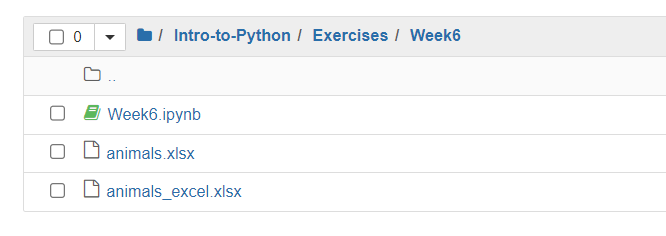 0 / Intro-to-Python / Exercises / Week6
..
Week6.ipynb
animals.xlsx
animals_excel.xlsx